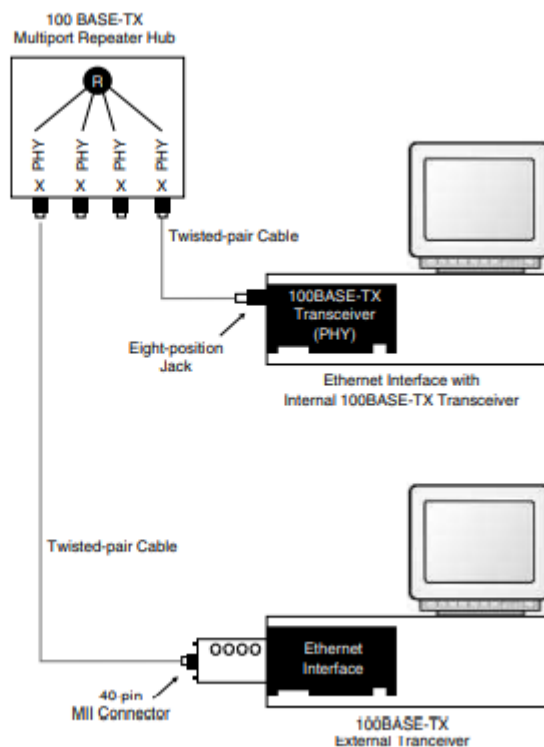 100 BASE-TX
Multiport Repeater Hub
R
X PHY
X PHY
X PHY
X PHY
Twisted-pair Cable
100BASE-TX
Transceiver
(PHY)
Eight-position
Jack
Ethernet Interface with
Internal 100BASE-TX Transceiver
Twisted-pair Cable
Ethernet
Interface
40-pin
MII Connector
100BASE-TX
External Tranceiver